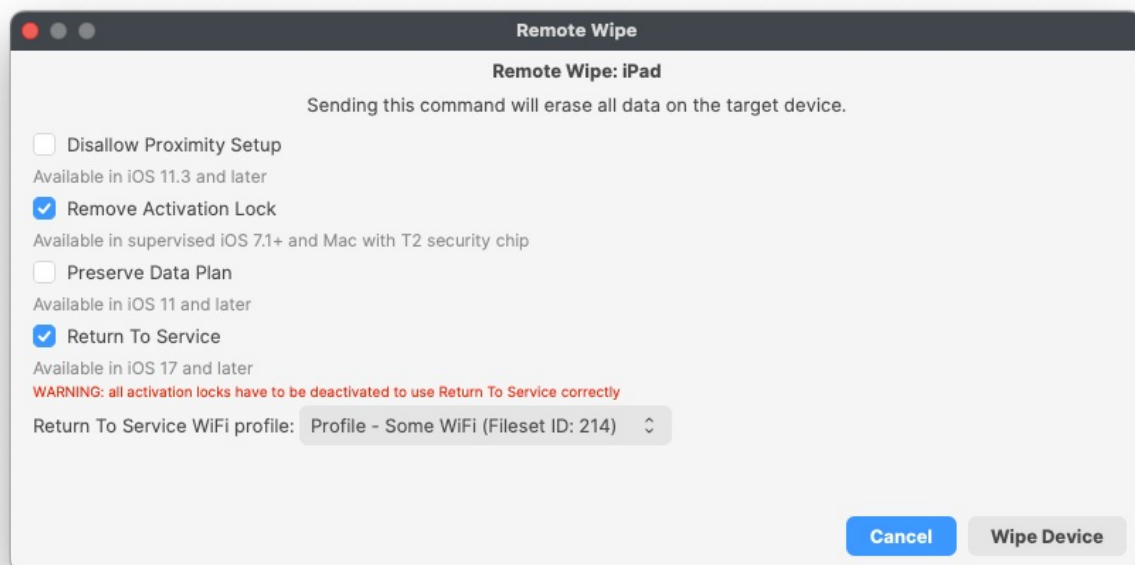 Remote Wipe
Remote Wipe: iPad
Sending this command will erase all data on the target device.
Disallow Proximity Setup
Available in iOS 11.3 and later
Remove Activation Lock
Available in supervised iOS 7.1+ and Mac with T2 security chip
Preserve Data Plan
Available in iOS 11 and later
Return To Service
Available in iOS 17 and later
WARNING: all activation locks have to be deactivated to use Return To Service correctly
Return To Service WiFi profile: Profile - Some WiFi (Fileset ID: 214)
Cancel Wipe Device